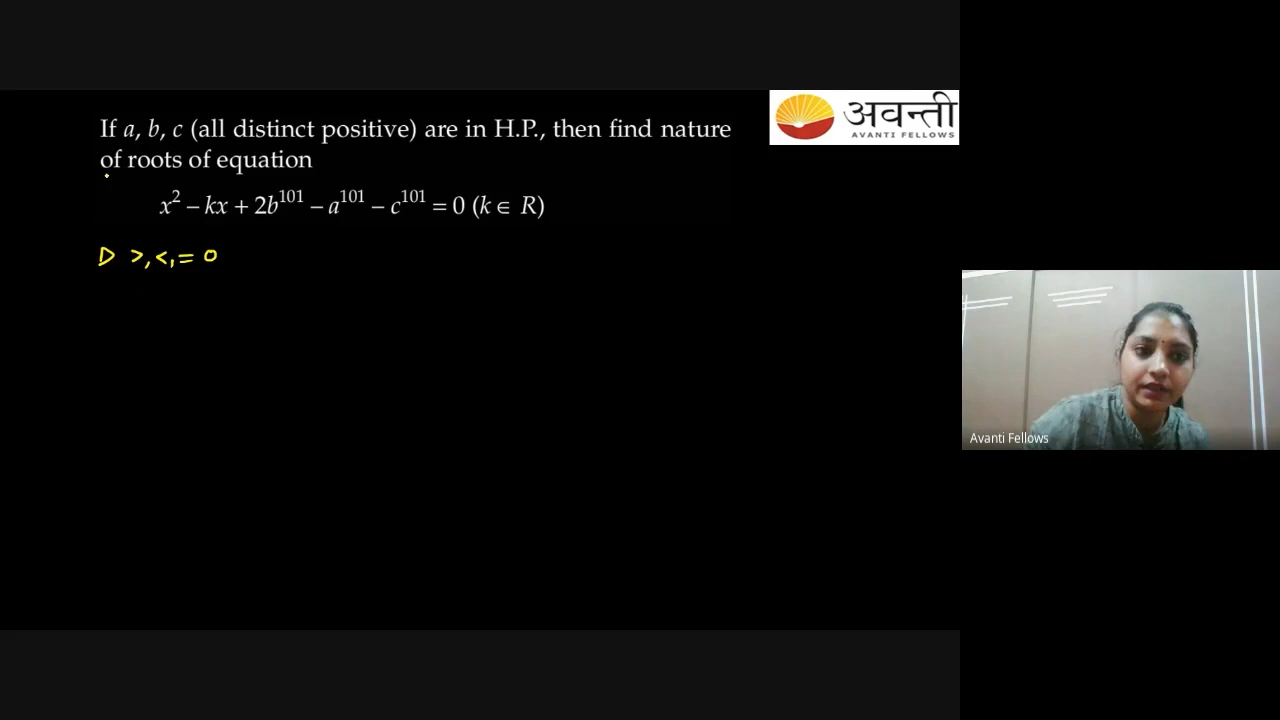 If a, b, c (all distinct positive) are in H.P., then find nature
of roots of equation
x² – kx + 2b¹⁰¹ – a¹⁰¹ – c¹⁰¹ = 0 (k ∈ R)
D >, <, = 0
अवन्ती
AVANTI FELLOWS
Avanti Fellows